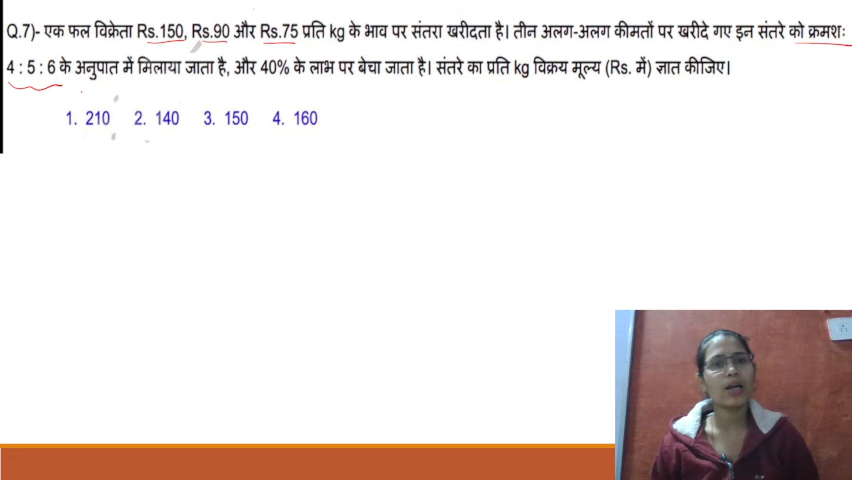 Q.7)- एक फल विक्रेता Rs.150, Rs.90 और Rs.75 प्रति kg के भाव पर संतरा खरीदता है। तीन अलग-अलग कीमतों पर खरीदे गए इन संतरे को क्रमशः
4 : 5 : 6 के अनुपात में मिलाया जाता है, और 40% के लाभ पर बेचा जाता है। संतरे का प्रति kg विक्रय मूल्य (Rs. में) ज्ञात कीजिए।
1. 210 2. 140 3. 150 4. 160